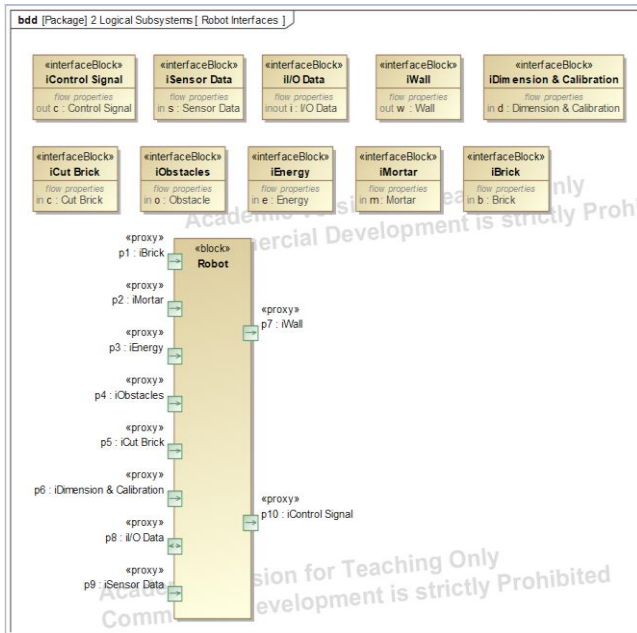 bdd [Package] 2 Logical Subsystems [ Robot Interfaces ]
«interfaceBlock»
iControl Signal
flow properties
out c : Control Signal
«interfaceBlock»
iSensor Data
flow properties
in s : Sensor Data
«interfaceBlock»
iI/O Data
flow properties
inout i : I/O Data
«interfaceBlock»
iWall
flow properties
out w : Wall
«interfaceBlock»
iDimension & Calibration
flow properties
in d : Dimension & Calibration
«interfaceBlock»
iCut Brick
flow properties
in c : Cut Brick
«interfaceBlock»
iObstacles
flow properties
in o : Obstacle
«interfaceBlock»
iEnergy
flow properties
in e : Energy
«interfaceBlock»
iMortar
flow properties
in m : Mortar
«interfaceBlock»
iBrick
flow properties
in b : Brick
«block»
Robot
«proxy»
p1 : iBrick
«proxy»
p2 : iMortar
«proxy»
p3 : iEnergy
«proxy»
p4 : iObstacles
«proxy»
p5 : iCut Brick
«proxy»
p6 : iDimension & Calibration
«proxy»
p8 : iI/O Data
«proxy»
p9 : iSensor Data
«proxy»
p7 : iWall
«proxy»
p10 : iControl Signal
for Teaching Only
Development is strictly Prohibited